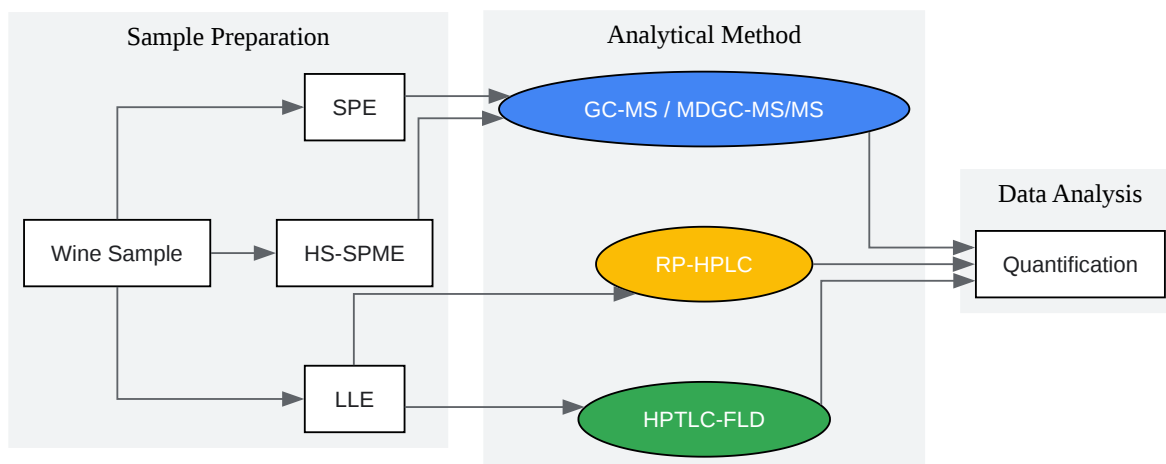 Sample Preparation
Analytical Method
Data Analysis
SPE
GC-MS / MDGC-MS/MS
Wine Sample
HS-SPME
RP-HPLC
Quantification
LLE
HPTLC-FLD